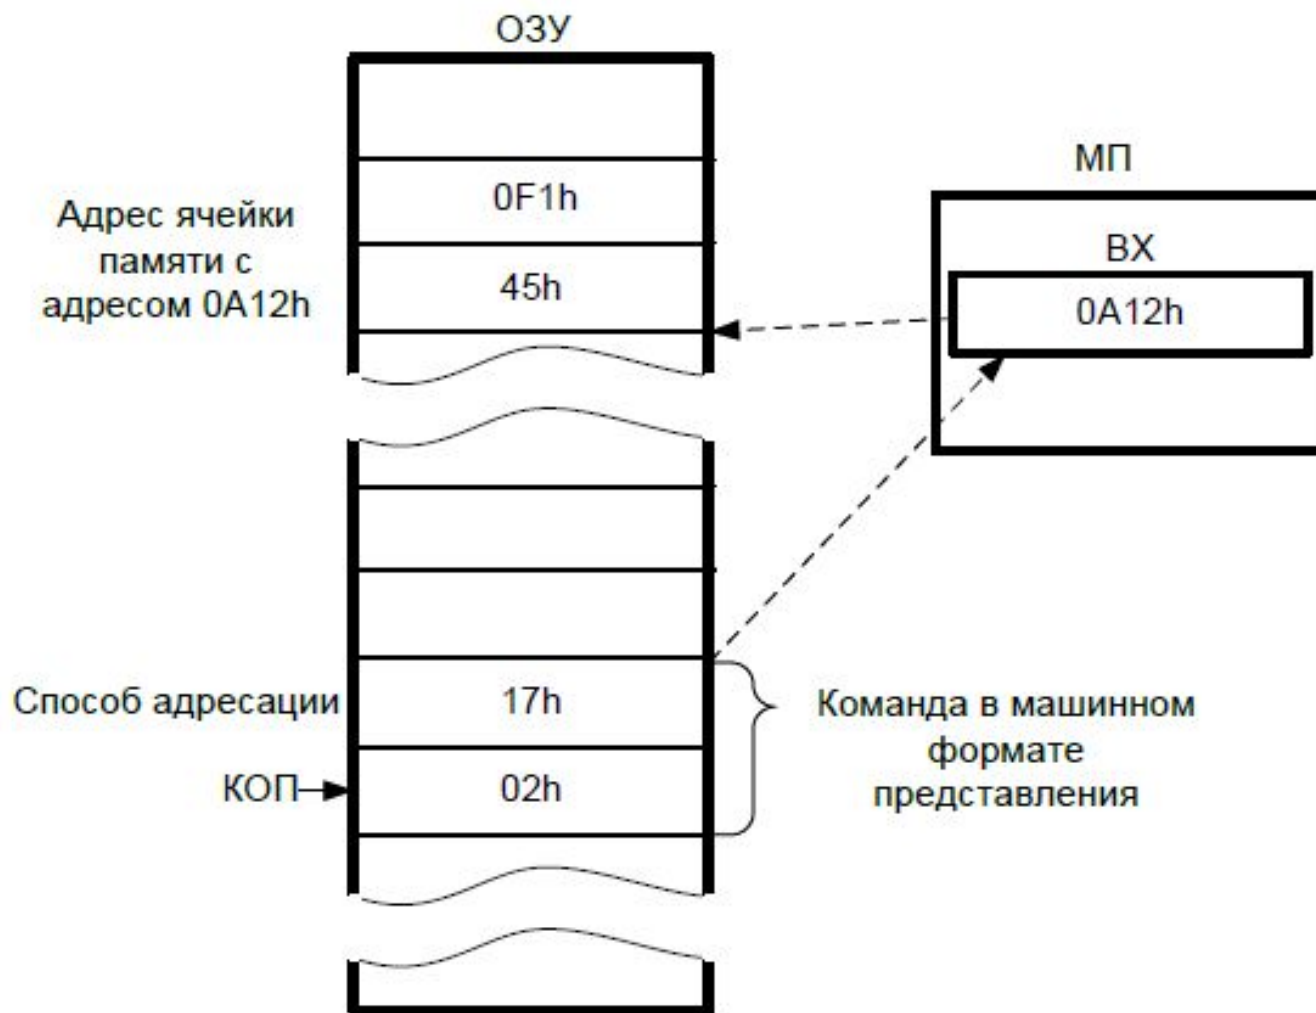 ОЗУ
0F1h
45h
Адрес ячейки
памяти с
адресом 0A12h
МП
BX
0A12h
Способ адресации
17h
КОП
02h
Команда в машинном
формате
представления